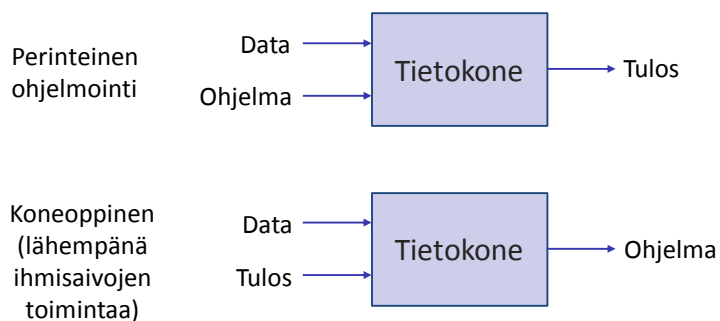 Perinteinen
ohjelmointi
Data
Ohjelma
Tietokone
Tulos
Koneoppinen
(lähempänä
ihmisaivojen
toimintaa)
Data
Tulos
Tietokone
Ohjelma